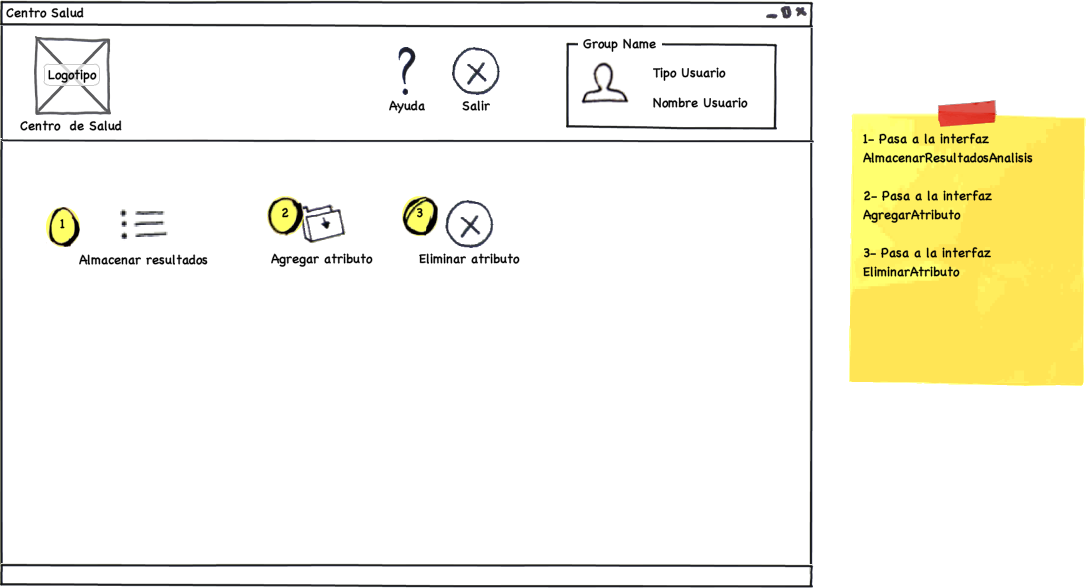 Centro Salud
Logotipo
Centro de Salud
Ayuda
Salir
Group Name
Tipo Usuario
Nombre Usuario
1
Almacenar resultados
2
Agregar atributo
3
Eliminar atributo
1- Pasa a la interfaz
AlmacenarResultadosAnalisis
2- Pasa a la interfaz
AgregarAtributo
3- Pasa a la interfaz
EliminarAtributo